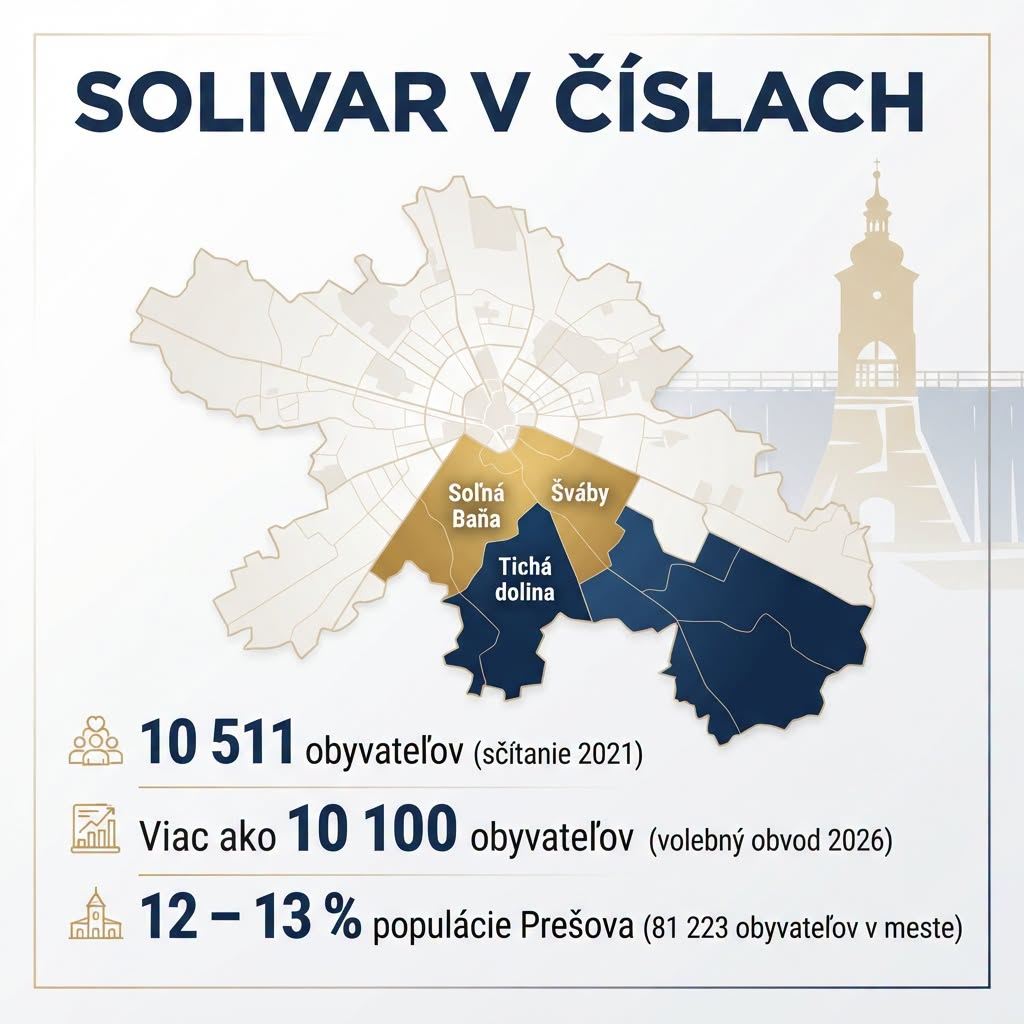 SOLIVAR V ČÍSLACH
Soľná
Baňa
Šváby
Tichá
dolina
10 511 obyvateľov (sčítanie 2021)
Viac ako 10 100 obyvateľov (volebný obvod 2026)
12 – 13 % populácie Prešova (81 223 obyvateľov v meste)